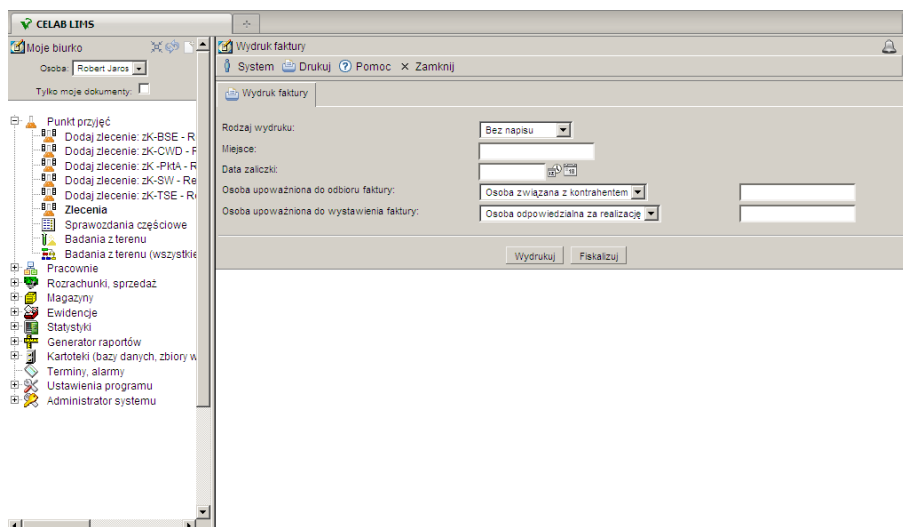 CELAB LIMS
Moje biurko
Osoba: Robert Jaros
Tylko moje dokumenty:
Punkt przyjęć
Dodaj zlecenie: zK-BSE - R
Dodaj zlecenie: zK-CWD - F
Dodaj zlecenie: zK -PktA - R
Dodaj zlecenie: zK-SW - Re
Dodaj zlecenie: zK-TSE - R
Zlecenia
Sprawozdania częściowe
Badania z terenu
Badania z terenu (wszystkie
Pracownie
Rozrachunki, sprzedaż
Magazyny
Ewidencje
Statystyki
Generator raportów
Kartoteki (bazy danych, zbiory w
Terminy, alarmy
Ustawienia programu
Administrator systemu
Wydruk faktury
System Drukuj Pomoc Zamknij
Wydruk faktury
Rodzaj wydruku: Bez napisu
Miejsce:
Data zaliczki:
Osoba upoważniona do odbioru faktury: Osoba związana z kontrahentem
Osoba upoważniona do wystawienia faktury: Osoba odpowiedzialna za realizację
Wydrukuj Fiskalizuj